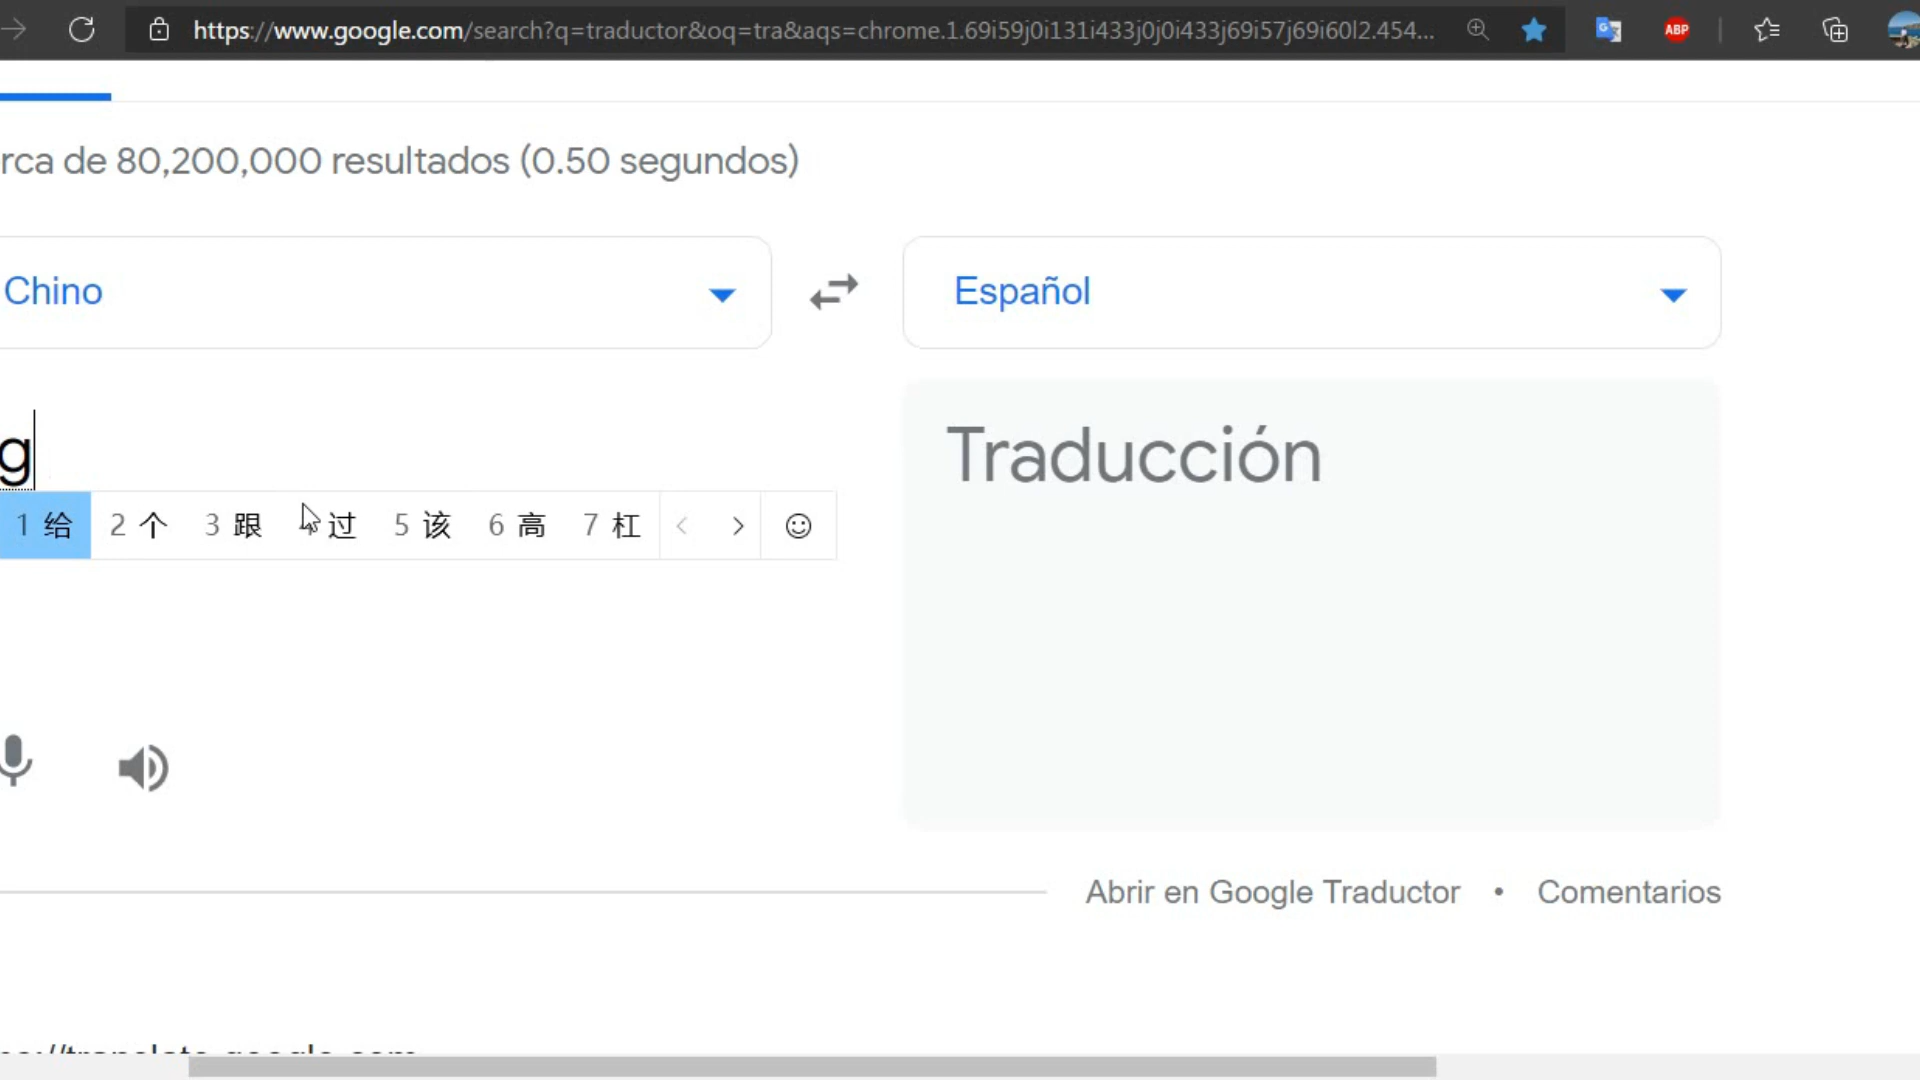 https://www.google.com/search?q=traductor&oq=tra&aqs=chrome.1.69i59j0i131i433j0j0i433j69i57j69i60l2.454...
ABP
rca de 80,200,000 resultados (0.50 segundos)
Chino
Español
g
Traducción
1 给 2 个 3 跟 过 5 该 6 高 7 杠
Abrir en Google Traductor • Comentarios